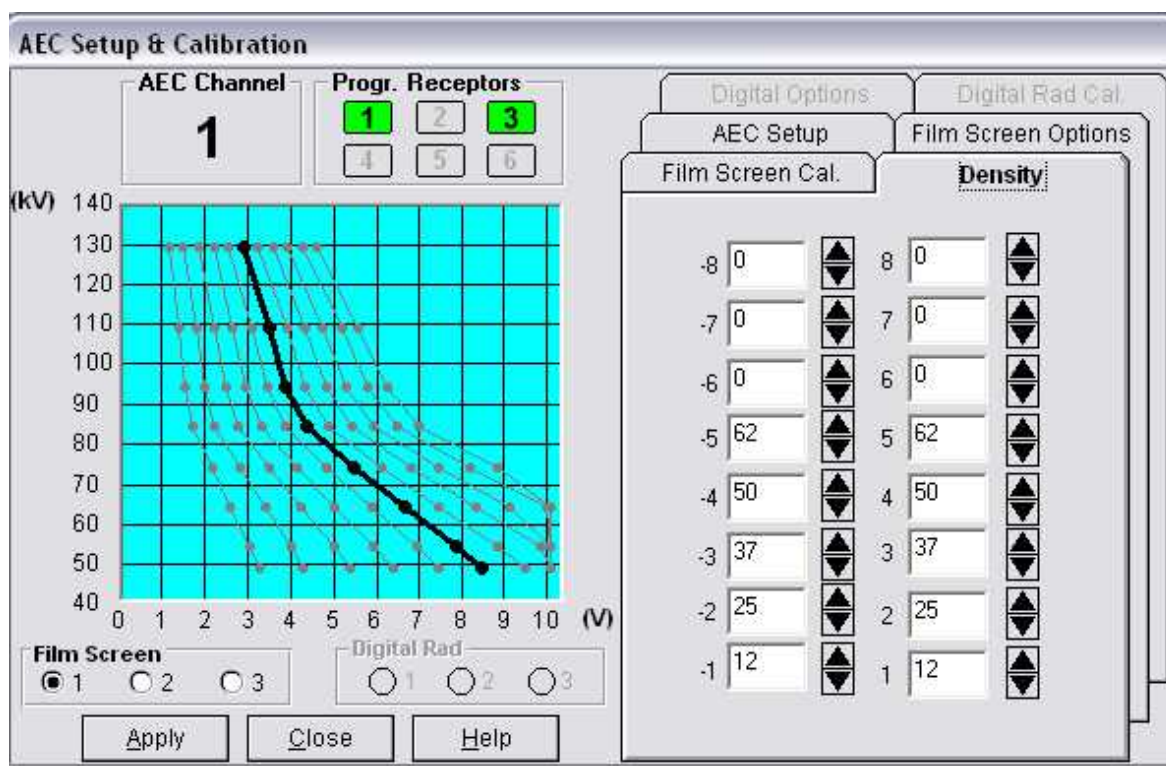 AEC Setup & Calibration
AEC Channel
1
Progr. Receptors
1 2 3
4 5 6
(kV)
140
130
120
110
100
90
80
70
60
50
40
0 1 2 3 4 5 6 7 8 9 10 (V)
Film Screen
1 2 3
Digital Rad
1 2 3
Apply Close Help
Digital Options Digital Rad Cal.
AEC Setup Film Screen Options
Film Screen Cal. Density
-8 0 8 0
-7 0 7 0
-6 0 6 0
-5 62 5 62
-4 50 4 50
-3 37 3 37
-2 25 2 25
-1 12 1 12